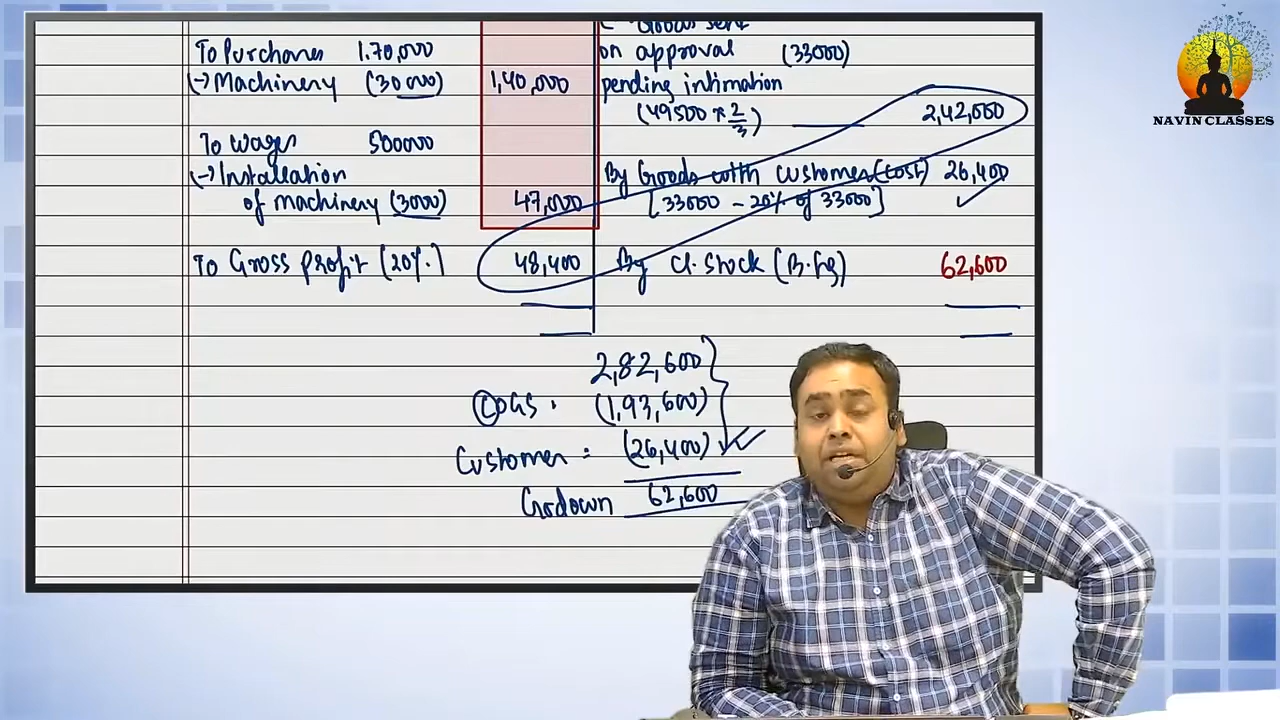 Goods sent
To Purchases 1.70,000 on approval (33000)
(-) Machinery (30000) 1,40,000 pending intimation
(49500 * 2/3) 2,42,000
To Wages 500000
(-) Installation By Goods with customer (cost) 26,400
of machinery (3000) 47,000 [33000 - 20% of 33000]
To Gross profit (20%) 48,400 By Cl. Stock (B.fig) 62,600
2,82,600
COGS. (1,93,600)
Customer = (26,400)
Godown 62,600
NAVIN CLASSES